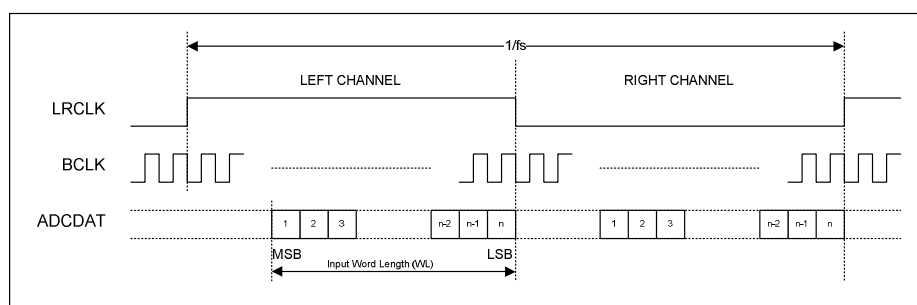 1/fs
LEFT CHANNEL RIGHT CHANNEL
LRCLK
BCLK
ADCDAT 1 2 3 n-2 n-1 n 1 2 3 n-2 n-1 n
MSB LSB
Input Word Length (WL)